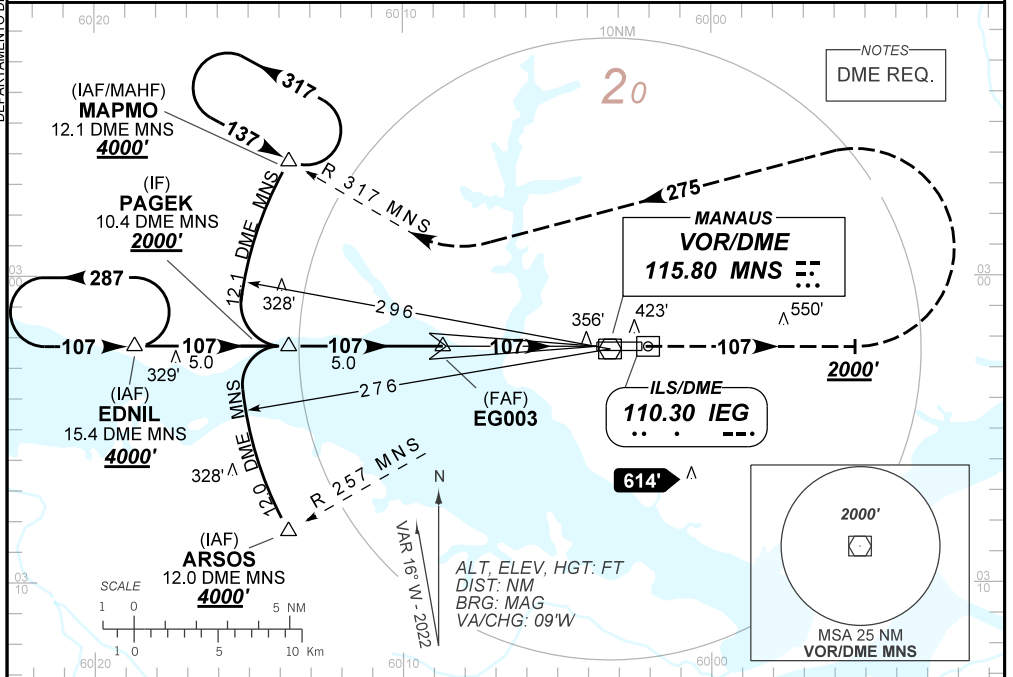 60 20
60 10
60 00
10NM
20
NOTES
DME REQ.
(IAF/MAHF)
MAPMO
12.1 DME MNS
4000'
317
137
R 317 MNS
275
(IF)
PAGEK
10.4 DME MNS
2000'
12.1 DME MNS
MANAUS
VOR/DME
115.80 MNS
03
00
03
00
287
328'
296
356'
423'
550'
107
107
5.0
107
5.0
107
107
2000'
329'
(IAF)
EDNIL
15.4 DME MNS
4000'
276
(FAF)
EG003
ILS/DME
110.30 IEG
12.0 DME MNS
328'
R 257 MNS
614'
N
VAR 16° W - 2022
(IAF)
ARSOS
12.0 DME MNS
4000'
ALT, ELEV, HGT: FT
DIST: NM
BRG: MAG
VA/CHG: 09'W
2000'
MSA 25 NM
VOR/DME MNS
03
10
03
10
SCALE
1 0 5 NM
1 0 5 10 Km
60 20
60 10
60 00